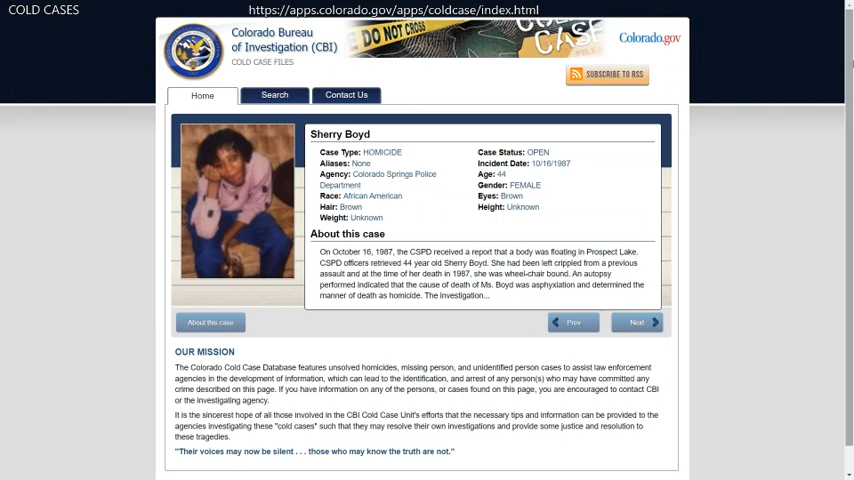 COLD CASES
https://apps.colorado.gov/apps/coldcase/index.html
Colorado Bureau
of Investigation (CBI)
COLD CASE FILES
DO NOT CROSS
CASE
Colorado.gov
SUBSCRIBE TO RSS
Home
Search
Contact Us
Sherry Boyd
Case Type: HOMICIDE
Aliases: None
Agency: Colorado Springs Police
Department
Race: African American
Hair: Brown
Weight: Unknown
Case Status: OPEN
Incident Date: 10/16/1987
Age: 44
Gender: FEMALE
Eyes: Brown
Height: Unknown
About this case
On October 16, 1987, the CSPD received a report that a body was floating in Prospect Lake.
CSPD officers retrieved 44 year old Sherry Boyd. She had been left crippled from a previous
assault and at the time of her death in 1987, she was wheel-chair bound. An autopsy
performed indicated that the cause of death of Ms. Boyd was asphyxiation and determined the
manner of death as homicide. The investigation...
About this case
Prev
Next
OUR MISSION
The Colorado Cold Case Database features unsolved homicides, missing person, and unidentified person cases to assist law enforcement
agencies in the development of information, which can lead to the identification, and arrest of any person(s) who may have committed any
crime described on this page. If you have information on any of the persons, or cases found on this page, you are encouraged to contact CBI
or the investigating agency.
It is the sincerest hope of all those involved in the CBI Cold Case Unit's efforts that the necessary tips and information can be provided to the
agencies investigating these "cold cases" such that they may resolve their own investigations and provide some justice and resolution to
these tragedies.
"Their voices may now be silent . . . those who may know the truth are not."